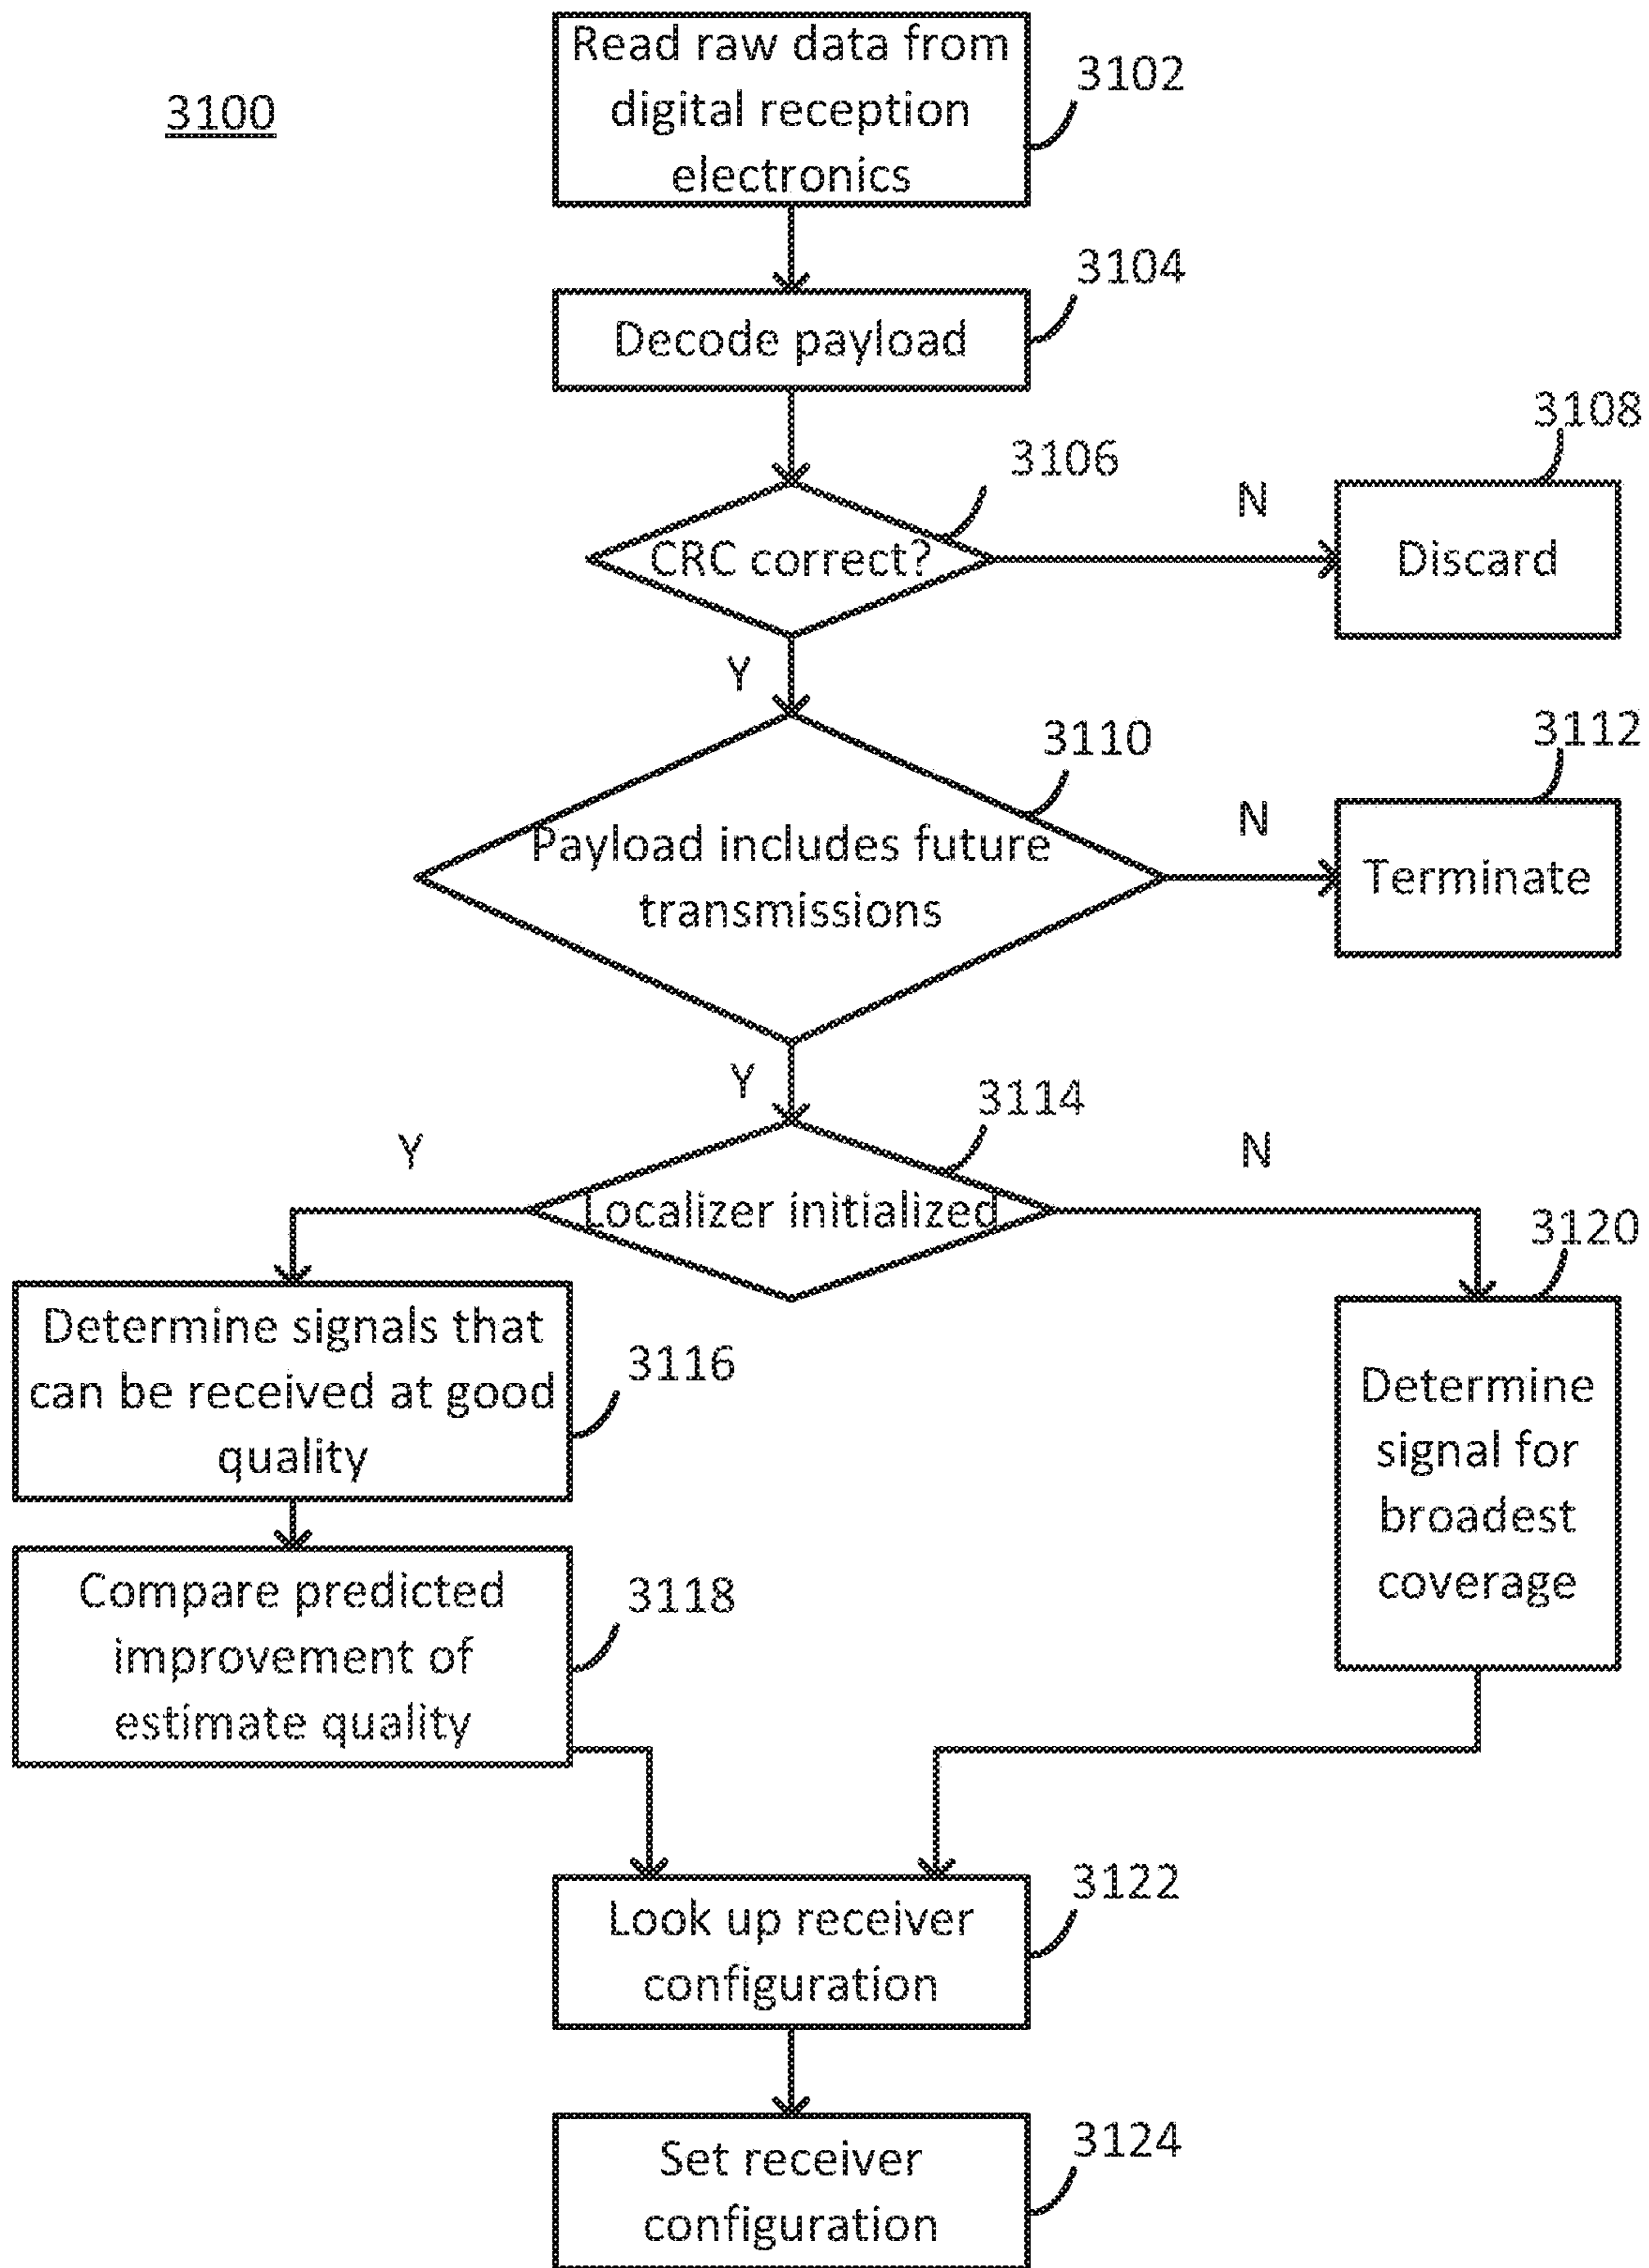 3100
Read raw data from
digital reception
electronics
3102
Decode payload
3104
CRC correct?
3106
N
Discard
3108
Y
Payload includes future
transmissions
3110
N
Terminate
3112
Y
Localizer initialized
3114
Y
N
Determine signals that
can be received at good
quality
3116
Compare predicted
improvement of
estimate quality
3118
Determine
signal for
broadest
coverage
3120
Look up receiver
configuration
3122
Set receiver
configuration
3124